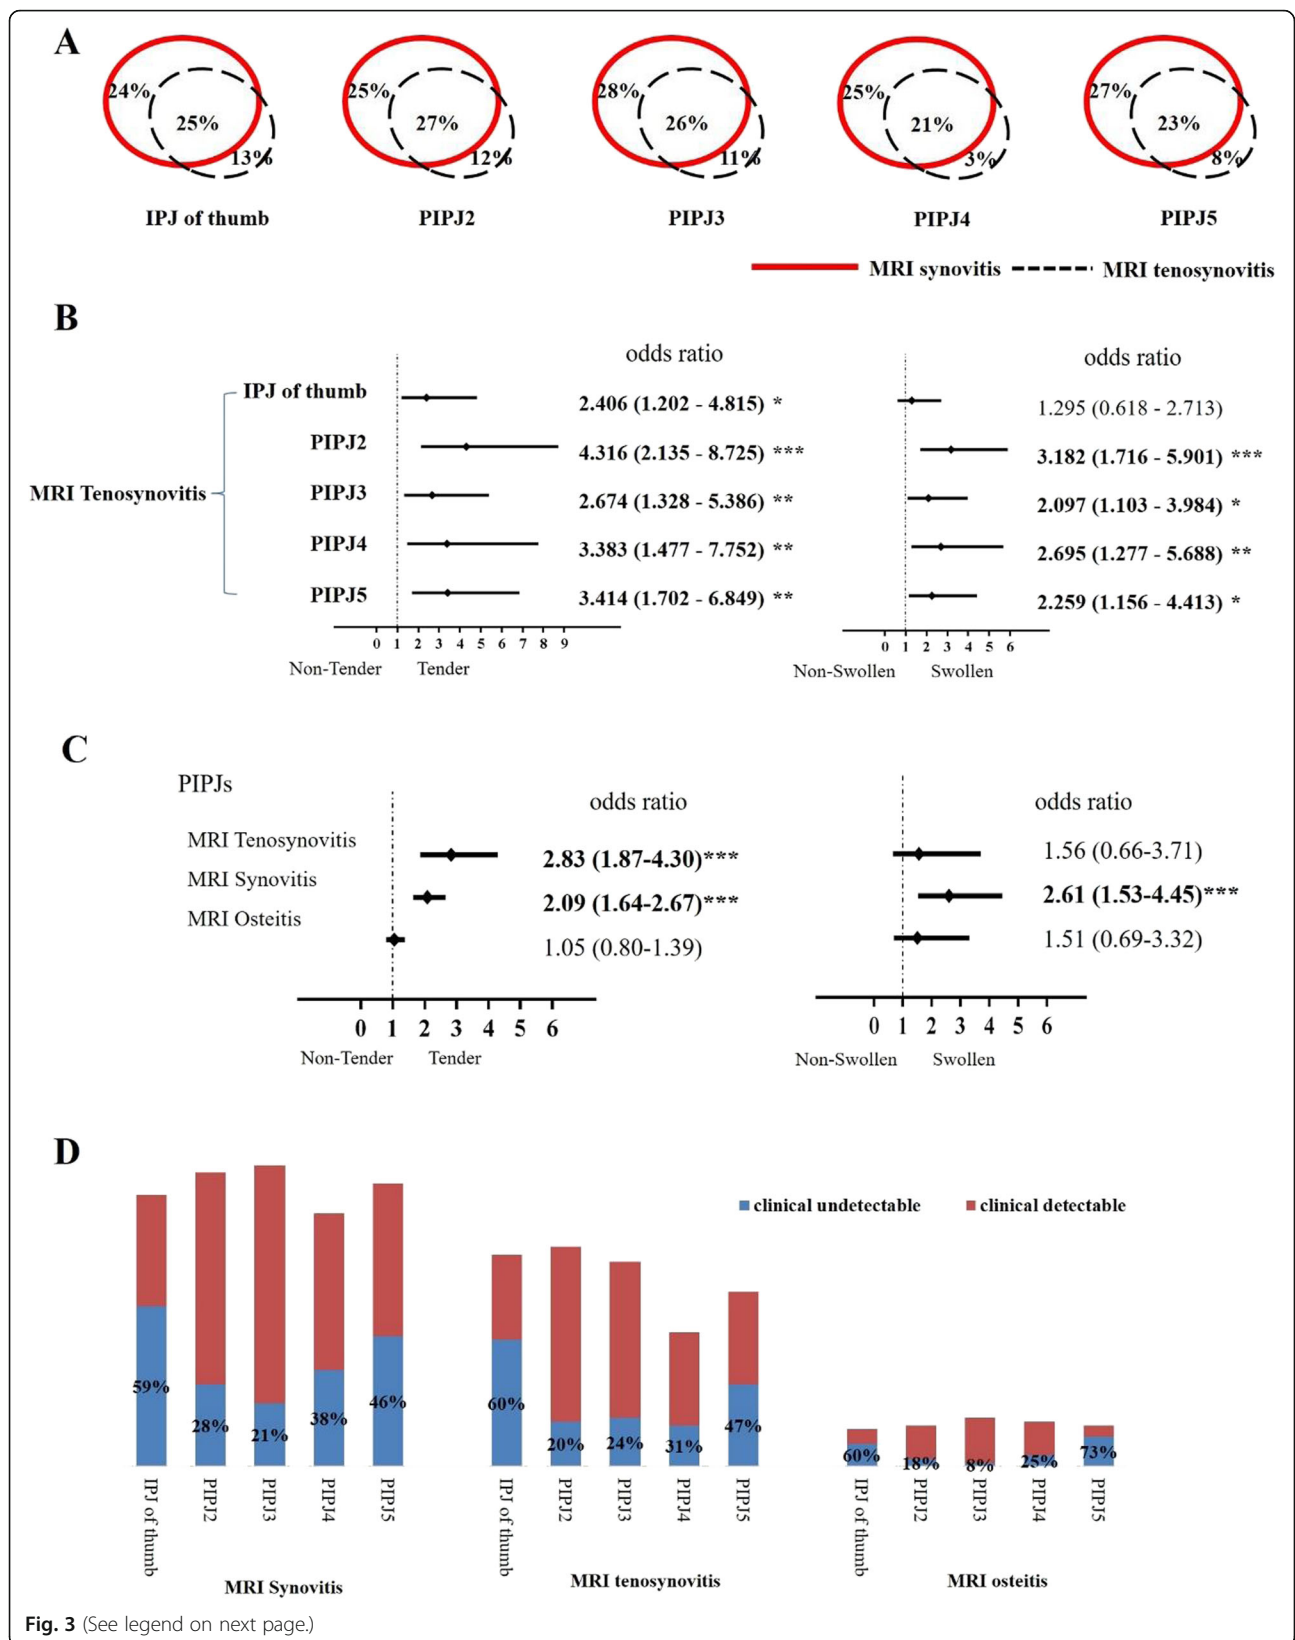 A
24% 25% 13%
25% 27% 12%
28% 26% 11%
25% 21% 3%
27% 23% 8%
IPJ of thumb PIPJ2 PIPJ3 PIPJ4 PIPJ5
MRI synovitis MRI tenosynovitis
B
odds ratio odds ratio
MRI Tenosynovitis
IPJ of thumb 2.406 (1.202 - 4.815) * 1.295 (0.618 - 2.713)
PIPJ2 4.316 (2.135 - 8.725) *** 3.182 (1.716 - 5.901) ***
PIPJ3 2.674 (1.328 - 5.386) ** 2.097 (1.103 - 3.984) *
PIPJ4 3.383 (1.477 - 7.752) ** 2.695 (1.277 - 5.688) **
PIPJ5 3.414 (1.702 - 6.849) ** 2.259 (1.156 - 4.413) *
0 1 2 3 4 5 6 7 8 9 0 1 2 3 4 5 6
Non-Tender Tender Non-Swollen Swollen
C
PIPJs
odds ratio odds ratio
MRI Tenosynovitis 2.83 (1.87-4.30)*** 1.56 (0.66-3.71)
MRI Synovitis 2.09 (1.64-2.67)*** 2.61 (1.53-4.45)***
MRI Osteitis 1.05 (0.80-1.39) 1.51 (0.69-3.32)
0 1 2 3 4 5 6 0 1 2 3 4 5 6
Non-Tender Tender Non-Swollen Swollen
D
clinical undetectable clinical detectable
59% 28% 21% 38% 46%
60% 20% 24% 31% 47%
60% 18% 8% 25% 73%
IPJ of thumb PIPJ2 PIPJ3 PIPJ4 PIPJ5
IPJ of thumb PIPJ2 PIPJ3 PIPJ4 PIPJ5
IPJ of thumb PIPJ2 PIPJ3 PIPJ4 PIPJ5
MRI Synovitis MRI tenosynovitis MRI osteitis
Fig. 3 (See legend on next page.)